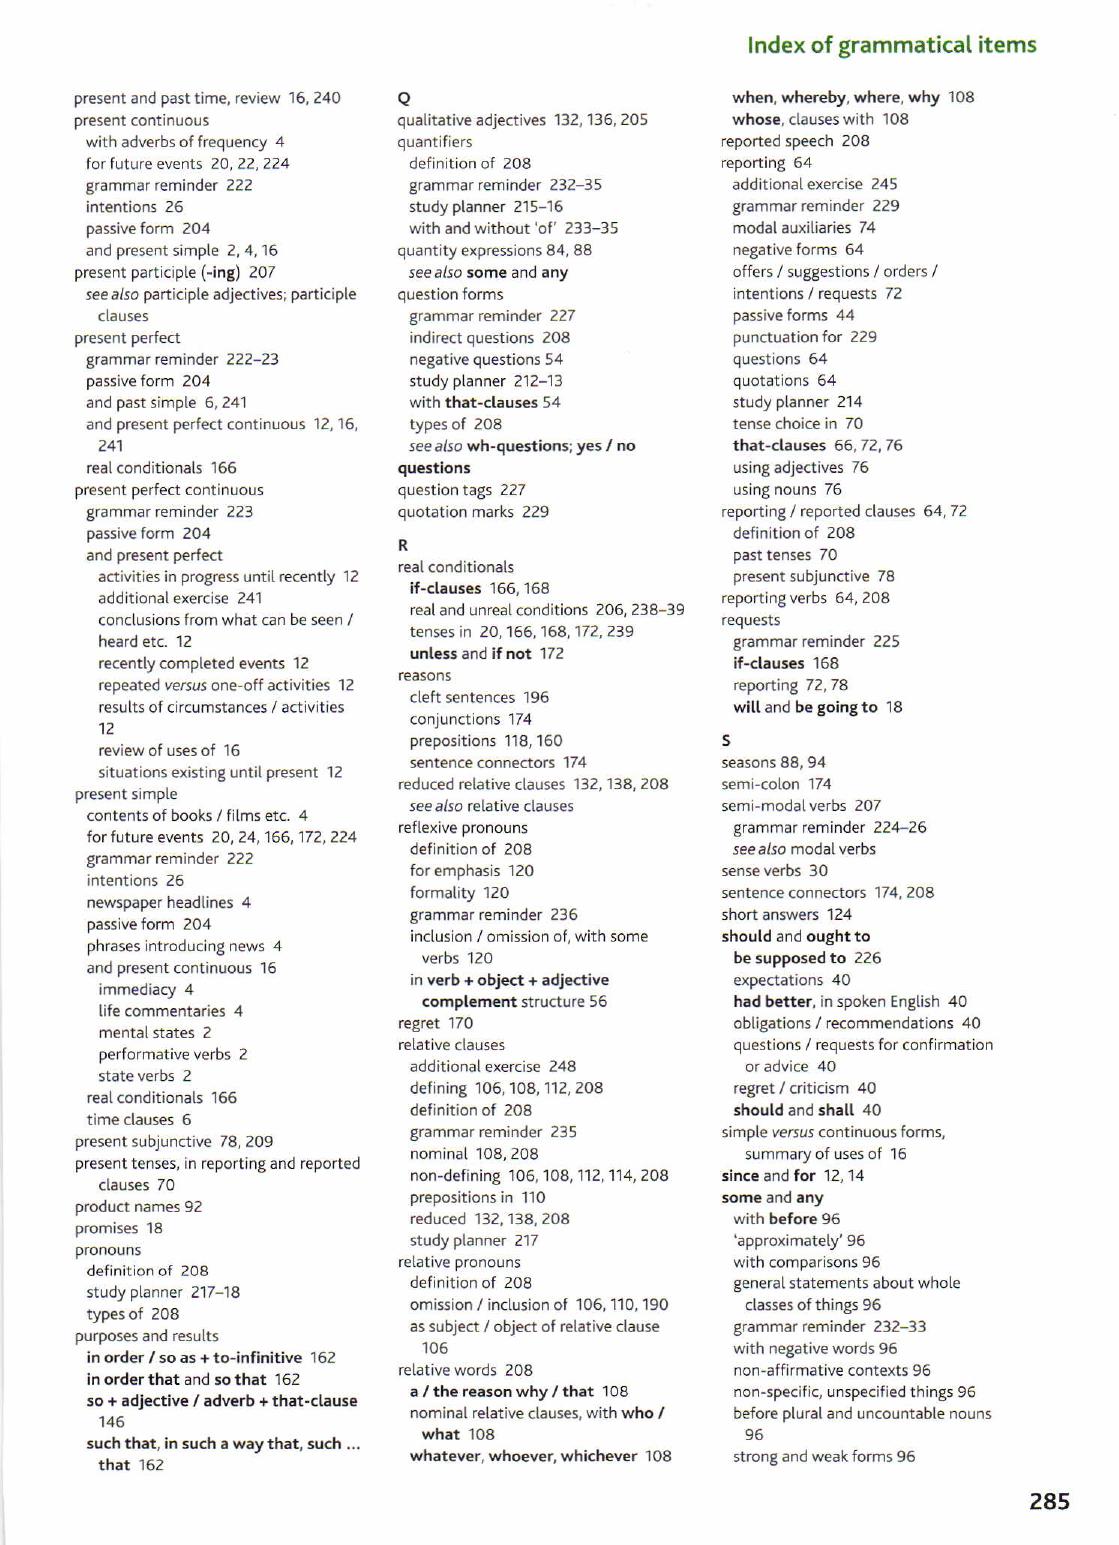 Index of grammatical items
present and past time, review 16, 240
present continuous
with adverbs of frequency 4
for future events 20, 22, 224
grammar reminder 222
intentions 26
passive form 204
and present simple 2, 4, 16
present participle (-ing) 207
see also participle adjectives; participle
clauses
present perfect
grammar reminder 222–23
passive form 204
and past simple 6, 241
and present perfect continuous 12, 16,
241
real conditionals 166
present perfect continuous
grammar reminder 223
passive form 204
and present perfect
activities in progress until recently 12
additional exercise 241
conclusions from what can be seen /
heard etc. 12
recently completed events 12
repeated versus one-off activities 12
results of circumstances / activities
12
review of uses of 16
situations existing until present 12
present simple
contents of books / films etc. 4
for future events 20, 24, 166, 172, 224
grammar reminder 222
intentions 26
newspaper headlines 4
passive form 204
phrases introducing news 4
and present continuous 16
immediacy 4
life commentaries 4
mental states 2
performative verbs 2
state verbs 2
real conditionals 166
time clauses 6
present subjunctive 78, 209
present tenses, in reporting and reported
clauses 70
product names 92
promises 18
pronouns
definition of 208
study planner 217–18
types of 208
purposes and results
in order / so as + to-infinitive 162
in order that and so that 162
so + adjective / adverb + that-clause
146
such that, in such a way that, such ...
that 162
Q
qualitative adjectives 132, 136, 205
quantifiers
definition of 208
grammar reminder 232–35
study planner 215–16
with and without 'of' 233–35
quantity expressions 84, 88
see also some and any
question forms
grammar reminder 227
indirect questions 208
negative questions 54
study planner 212–13
with that-clauses 54
types of 208
see also wh-questions; yes / no
questions
question tags 227
quotation marks 229
R
real conditionals
if-clauses 166, 168
real and unreal conditions 206, 238–39
tenses in 20, 166, 168, 172, 239
unless and if not 172
reasons
cleft sentences 196
conjunctions 174
prepositions 118, 160
sentence connectors 174
reduced relative clauses 132, 138, 208
see also relative clauses
reflexive pronouns
definition of 208
for emphasis 120
formality 120
grammar reminder 236
inclusion / omission of, with some
verbs 120
in verb + object + adjective
complement structure 56
regret 170
relative clauses
additional exercise 248
defining 106, 108, 112, 208
definition of 208
grammar reminder 235
nominal 108, 208
non-defining 106, 108, 112, 114, 208
prepositions in 110
reduced 132, 138, 208
study planner 217
relative pronouns
definition of 208
omission / inclusion of 106, 110, 190
as subject / object of relative clause
106
relative words 208
a / the reason why / that 108
nominal relative clauses, with who /
what 108
whatever, whoever, whichever 108
when, whereby, where, why 108
whose, clauses with 108
reported speech 208
reporting 64
additional exercise 245
grammar reminder 229
modal auxiliaries 74
negative forms 64
offers / suggestions / orders /
intentions / requests 72
passive forms 44
punctuation for 229
questions 64
quotations 64
study planner 214
tense choice in 70
that-clauses 66, 72, 76
using adjectives 76
using nouns 76
reporting / reported clauses 64, 72
definition of 208
past tenses 70
present subjunctive 78
reporting verbs 64, 208
requests
grammar reminder 225
if-clauses 168
reporting 72, 78
will and be going to 18
S
seasons 88, 94
semi-colon 174
semi-modal verbs 207
grammar reminder 224–26
see also modal verbs
sense verbs 30
sentence connectors 174, 208
short answers 124
should and ought to
be supposed to 226
expectations 40
had better, in spoken English 40
obligations / recommendations 40
questions / requests for confirmation
or advice 40
regret / criticism 40
should and shall 40
simple versus continuous forms,
summary of uses of 16
since and for 12, 14
some and any
with before 96
'approximately' 96
with comparisons 96
general statements about whole
classes of things 96
grammar reminder 232–33
with negative words 96
non-affirmative contexts 96
non-specific, unspecified things 96
before plural and uncountable nouns
96
strong and weak forms 96
285